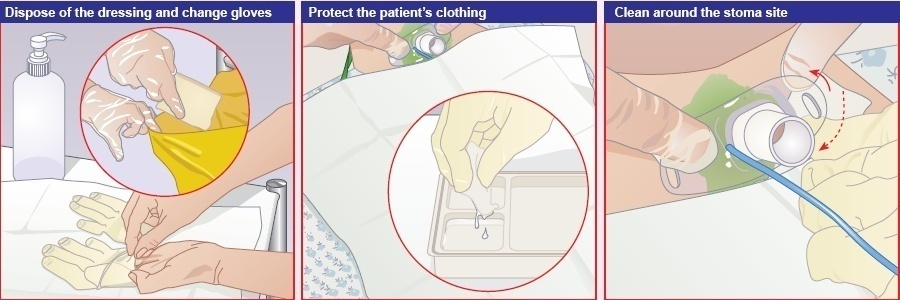 Dispose of the dressing and change gloves
Protect the patient's clothing
Clean around the stoma site